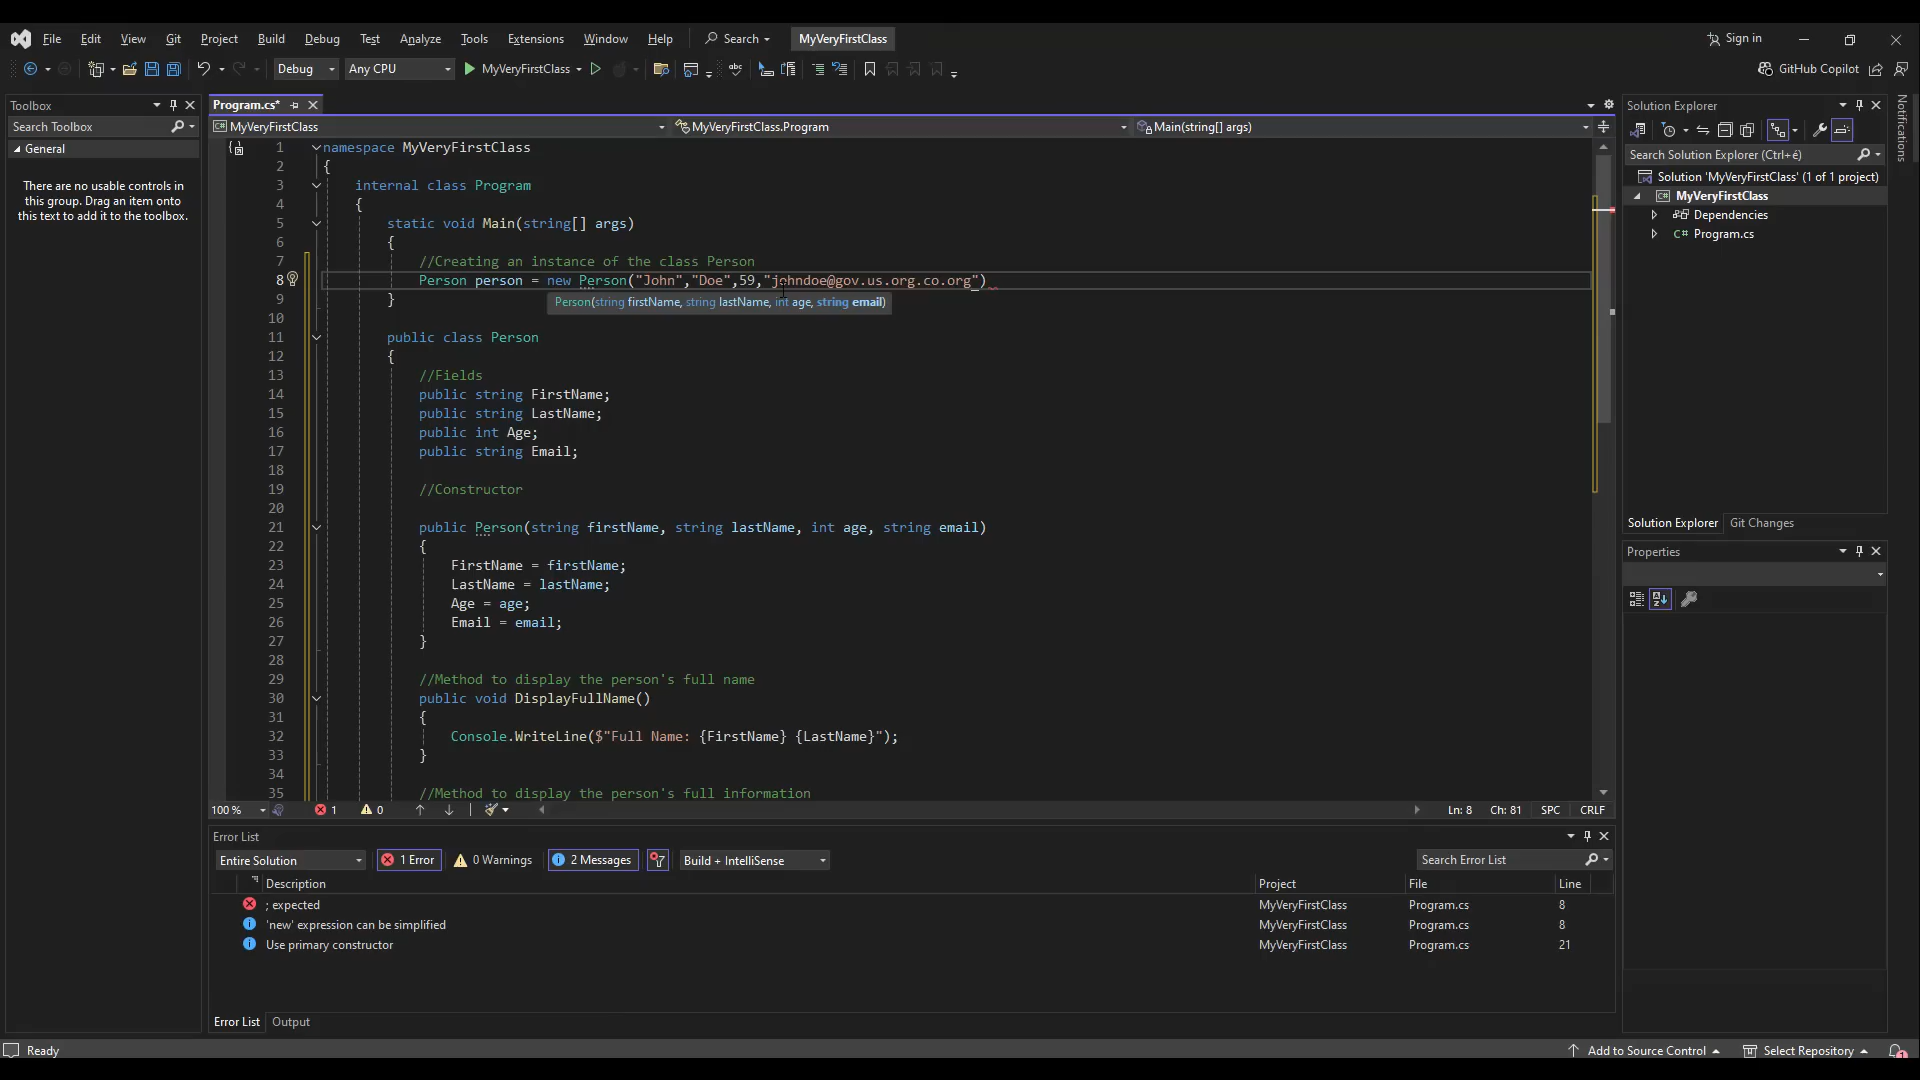 File Edit View Git Project Build Debug Test Analyze Tools Extensions Window Help Search MyVeryFirstClass Sign in
Debug Any CPU MyVeryFirstClass GitHub Copilot
Toolbox
Search Toolbox
General
There are no usable controls in
this group. Drag an item onto
this text to add it to the toolbox.
Program.cs*
MyVeryFirstClass MyVeryFirstClass.Program Main(string[] args)
1 namespace MyVeryFirstClass
2 {
3 internal class Program
4 {
5 static void Main(string[] args)
6 {
7 //Creating an instance of the class Person
8 Person person = new Person("John","Doe",59,"johndoe@gov.us.org.co.org")
Person(string firstName, string lastName, int age, string email)
9 }
10
11 public class Person
12 {
13 //Fields
14 public string FirstName;
15 public string LastName;
16 public int Age;
17 public string Email;
18
19 //Constructor
20
21 public Person(string firstName, string lastName, int age, string email)
22 {
23 FirstName = firstName;
24 LastName = lastName;
25 Age = age;
26 Email = email;
27 }
28
29 //Method to display the person's full name
30 public void DisplayFullName()
31 {
32 Console.WriteLine($"Full Name: {FirstName} {LastName}");
33 }
34
35 //Method to display the person's full information
100 % 1 0 Ln: 8 Ch: 81 SPC CRLF
Error List
Entire Solution 1 Error 0 Warnings 2 Messages Build + IntelliSense Search Error List
Description Project File Line
; expected MyVeryFirstClass Program.cs 8
'new' expression can be simplified MyVeryFirstClass Program.cs 8
Use primary constructor MyVeryFirstClass Program.cs 21
Error List Output
Solution Explorer
Search Solution Explorer (Ctrl+é)
Solution 'MyVeryFirstClass' (1 of 1 project)
MyVeryFirstClass
Dependencies
C# Program.cs
Solution Explorer Git Changes
Properties
Notifications
Ready Add to Source Control Select Repository 1